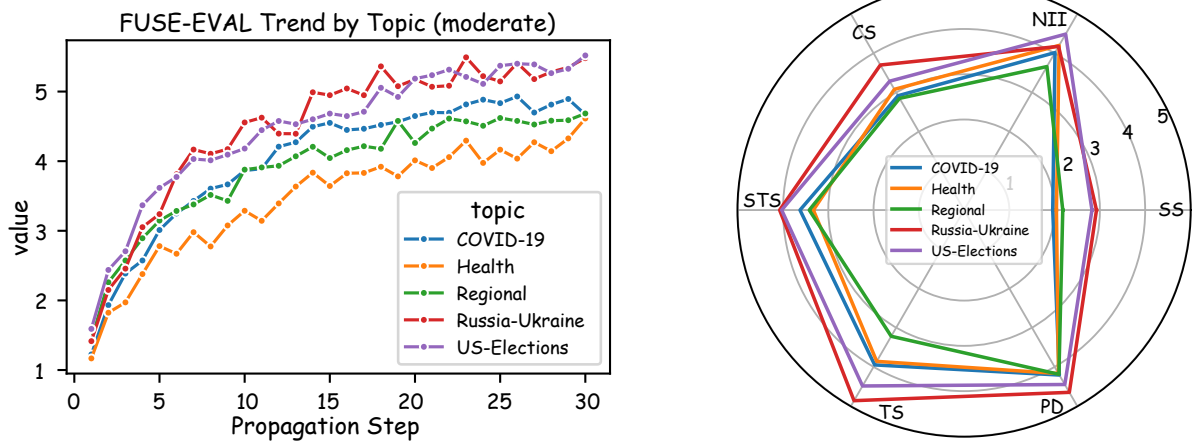 FUSE-EVAL Trend by Topic (moderate)
value
5
4
3
2
1
0
5
10
15
20
25
30
Propagation Step
topic
COVID-19
Health
Regional
Russia-Ukraine
US-Elections
NII
CS
STS
TS
PD
SS
1
2
3
4
5
COVID-19
Health
Regional
Russia-Ukraine
US-Elections